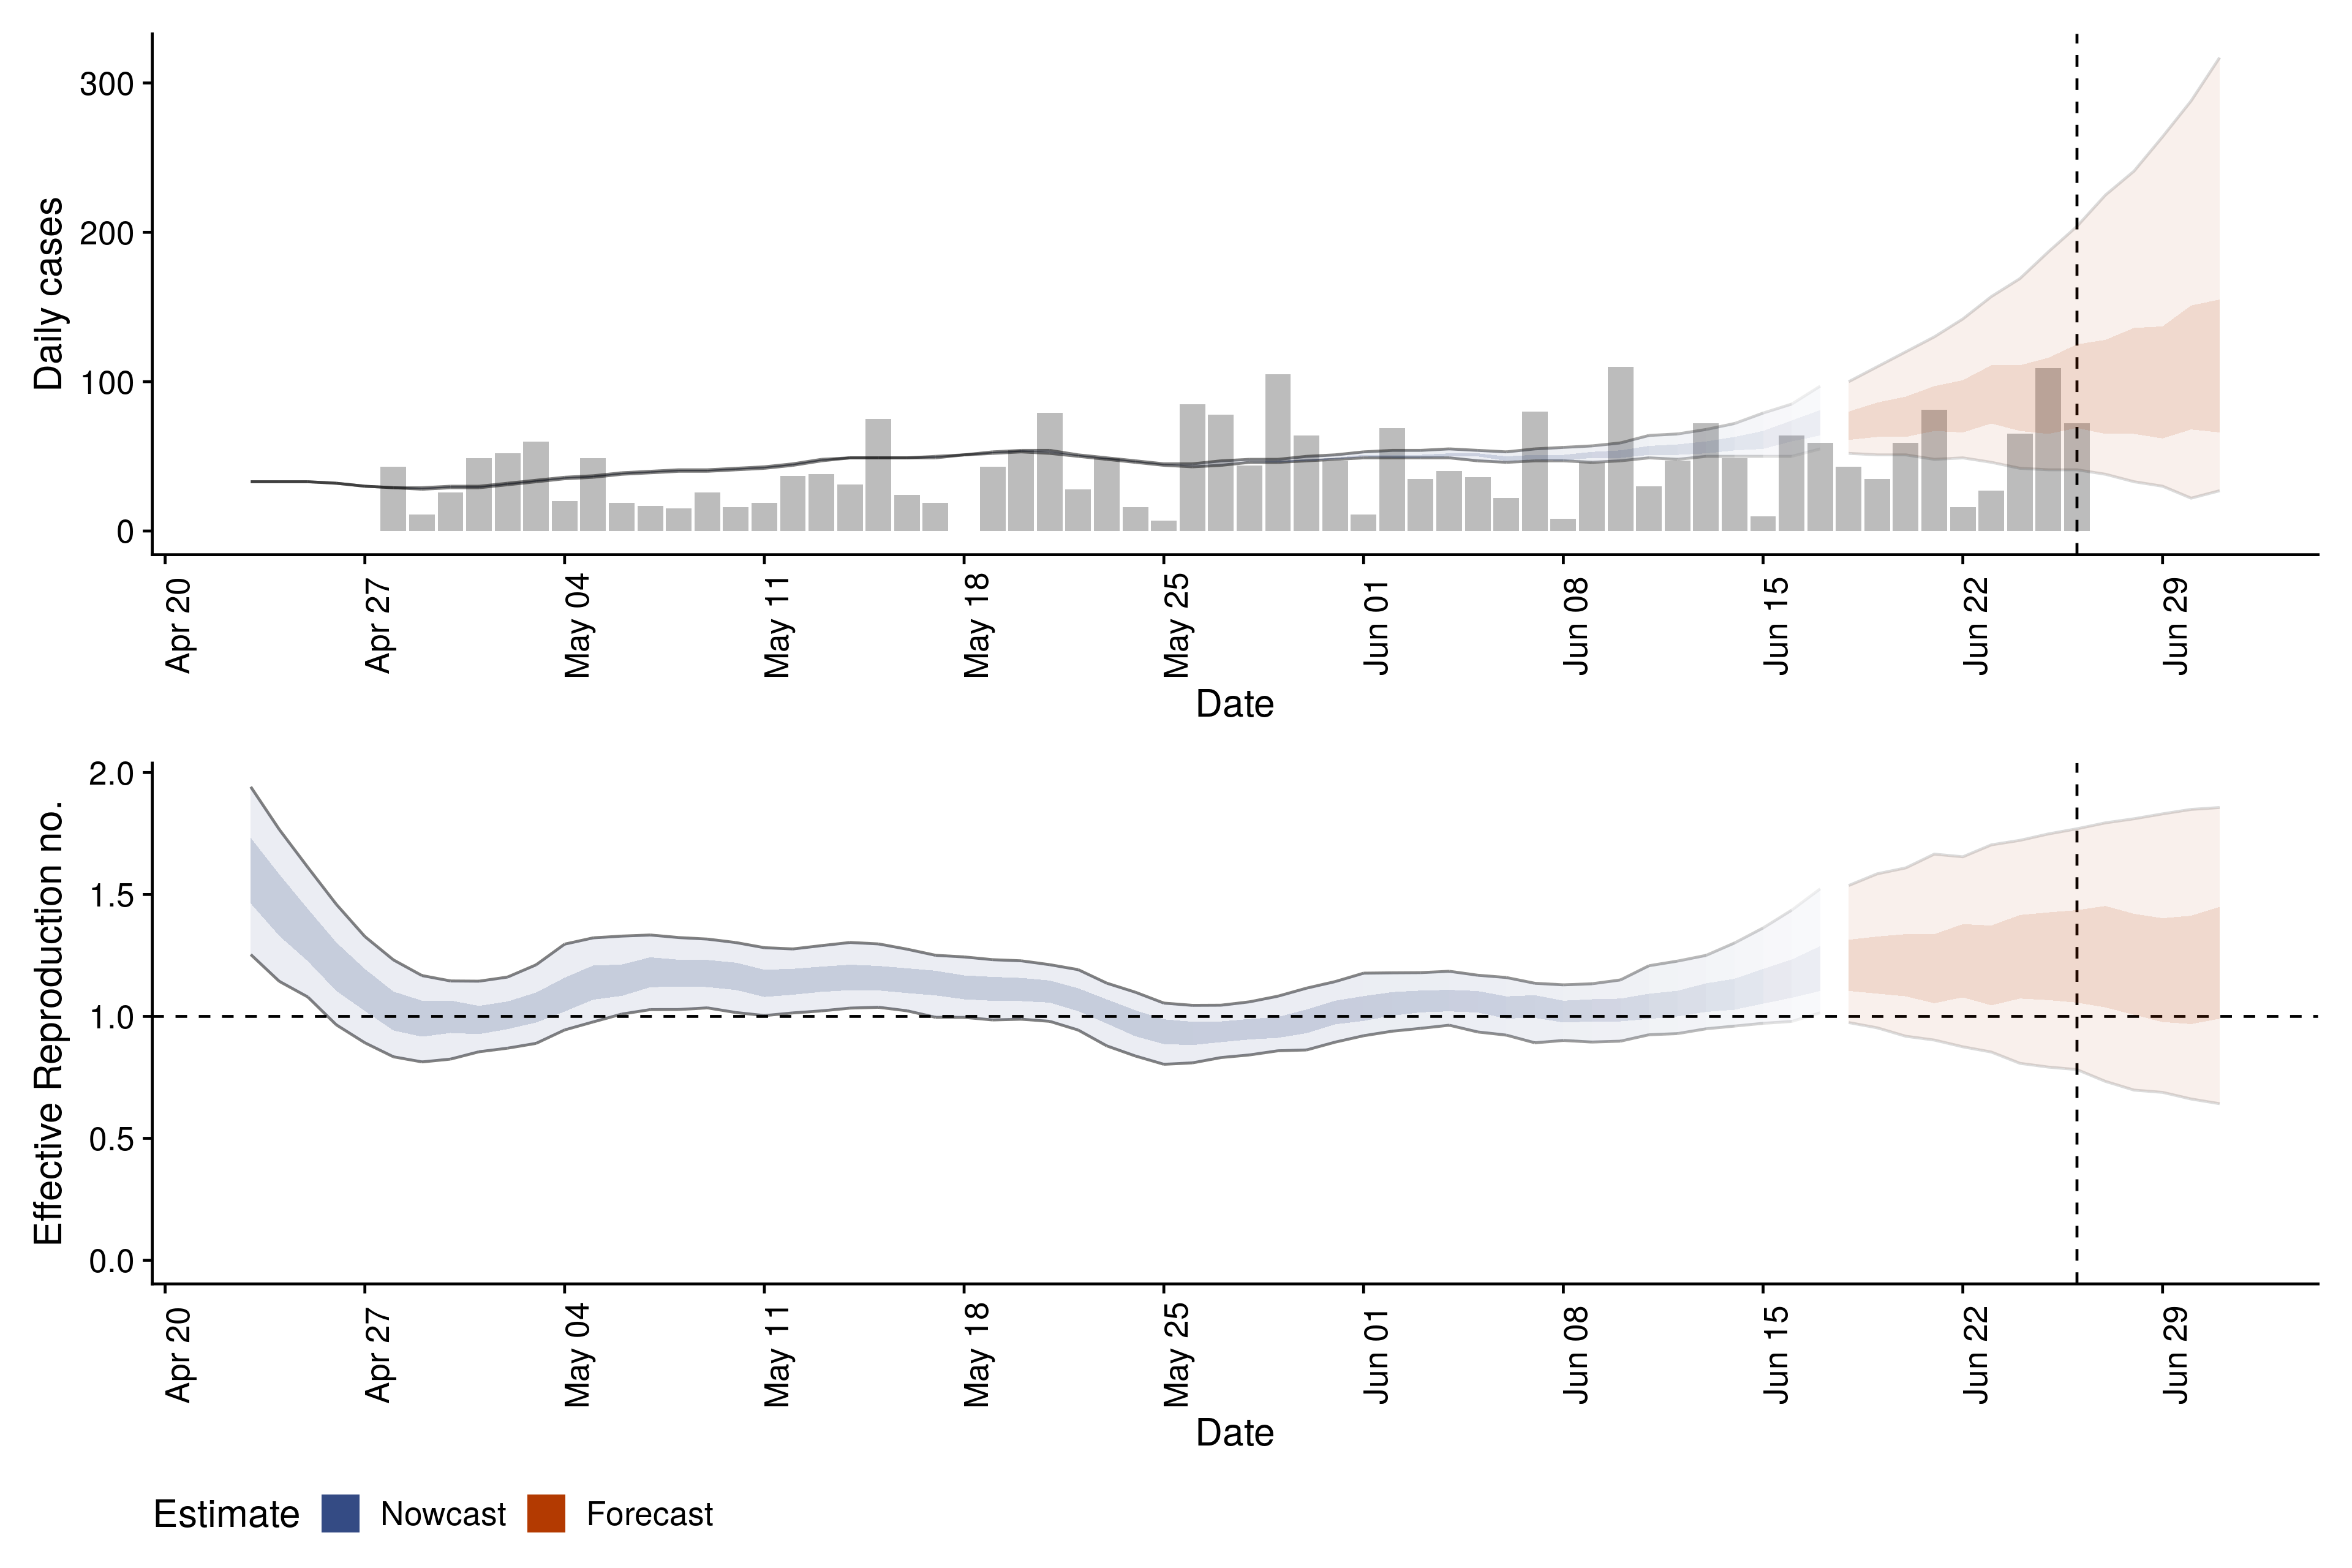 Daily cases
300
200
100
0
Apr 20
Apr 27
May 04
May 11
May 18
May 25
Jun 01
Jun 08
Jun 15
Jun 22
Jun 29
Date
Effective Reproduction no.
2.0
1.5
1.0
0.5
0.0
Apr 20
Apr 27
May 04
May 11
May 18
May 25
Jun 01
Jun 08
Jun 15
Jun 22
Jun 29
Date
Estimate Nowcast Forecast